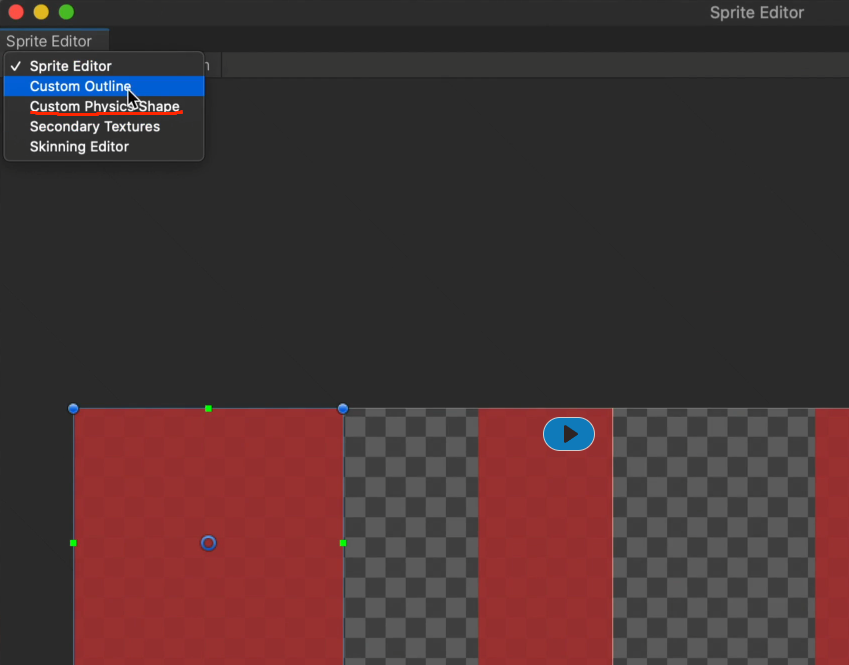 Sprite Editor
Sprite Editor
✓ Sprite Editor
Custom Outline
Custom Physics Shape
Secondary Textures
Skinning Editor